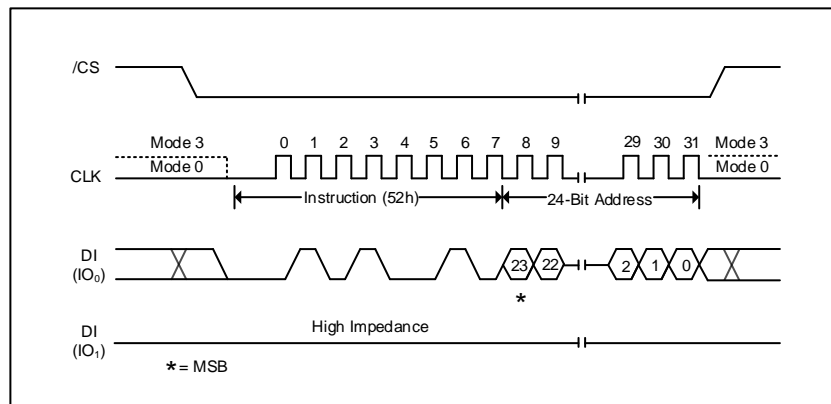 /CS
Mode 3
Mode 0
CLK
0 1 2 3 4 5 6 7 8 9 29 30 31
Mode 3
Mode 0
Instruction (52h)
24-Bit Address
DI
(IO₀)
23 22 2 1 0
*
DI
(IO₁)
High Impedance
* = MSB